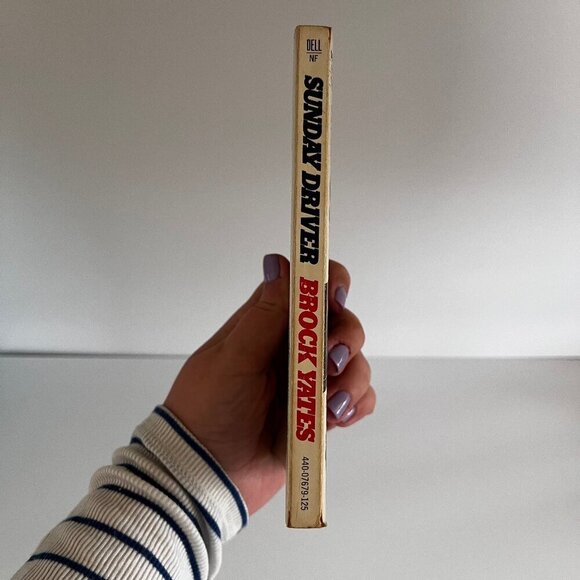 DELL
NF
SUNDAY DRIVER
BROCK YATES
440-07679-125